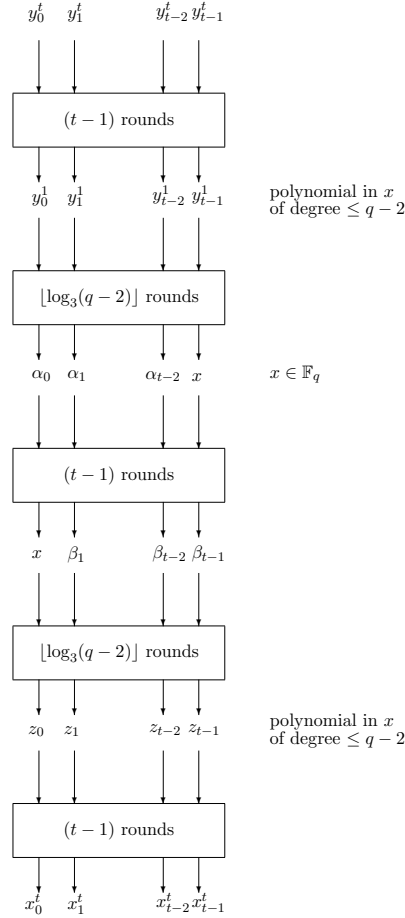 y_0^t y_1^t y_{t-2}^t y_{t-1}^t
(t − 1) rounds
y_0^1 y_1^1 y_{t-2}^1 y_{t-1}^1
polynomial in x
of degree ≤ q − 2
⌊log_3(q − 2)⌋ rounds
α_0 α_1 α_{t−2} x
x ∈ 𝔽_q
(t − 1) rounds
x β_1 β_{t−2} β_{t−1}
⌊log_3(q − 2)⌋ rounds
z_0 z_1 z_{t−2} z_{t−1}
polynomial in x
of degree ≤ q − 2
(t − 1) rounds
x_0^t x_1^t x_{t−2}^t x_{t−1}^t